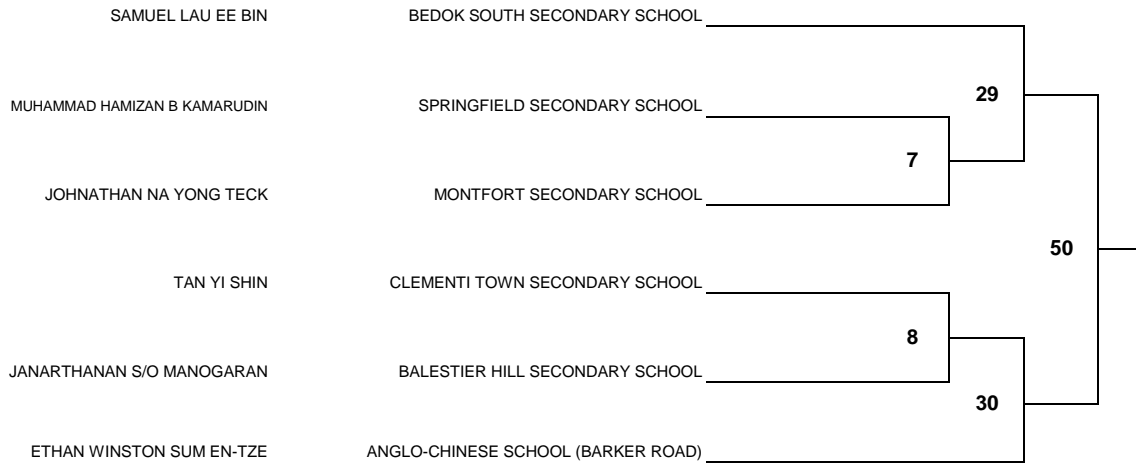 SAMUEL LAU EE BIN BEDOK SOUTH SECONDARY SCHOOL
29
MUHAMMAD HAMIZAN B KAMARUDIN SPRINGFIELD SECONDARY SCHOOL
7
JOHNATHAN NA YONG TECK MONTFORT SECONDARY SCHOOL
50
TAN YI SHIN CLEMENTI TOWN SECONDARY SCHOOL
8
JANARTHANAN S/O MANOGARAN BALESTIER HILL SECONDARY SCHOOL
30
ETHAN WINSTON SUM EN-TZE ANGLO-CHINESE SCHOOL (BARKER ROAD)